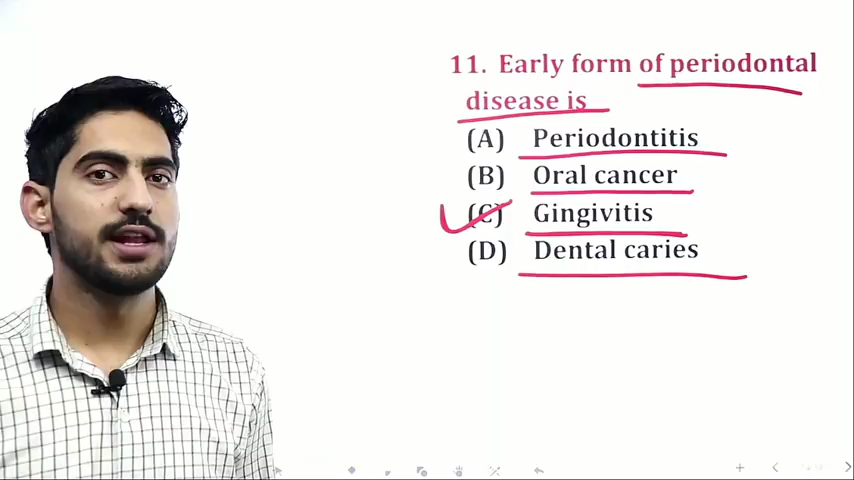 11. Early form of periodontal
disease is
(A) Periodontitis
(B) Oral cancer
(C) Gingivitis
(D) Dental caries